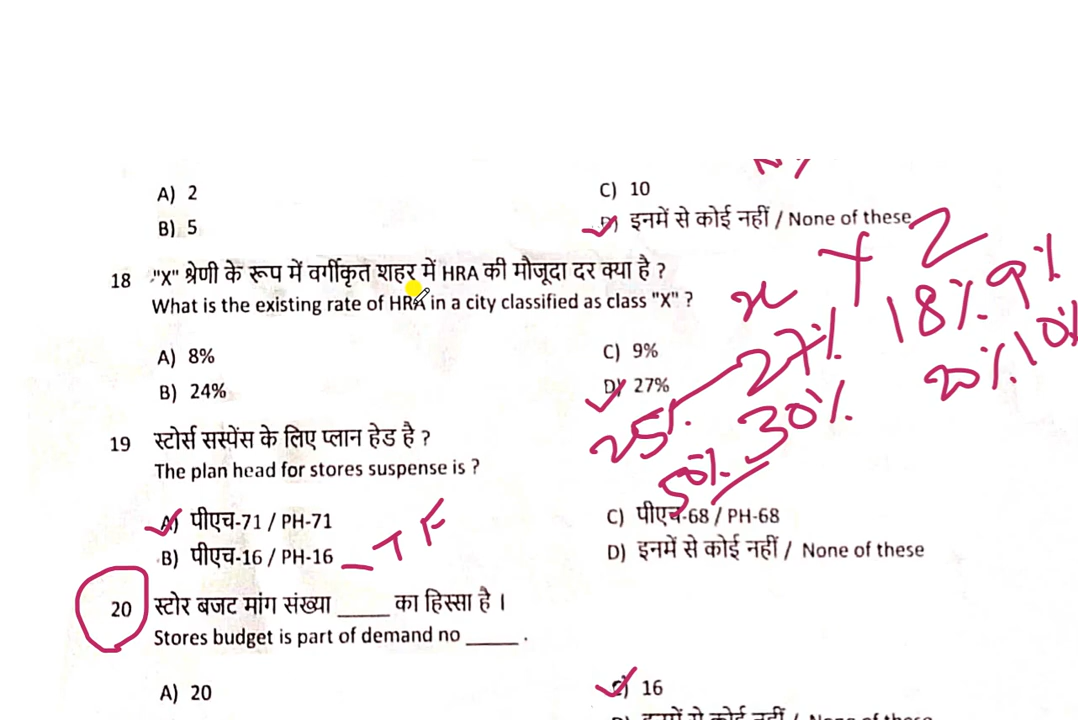 A) 2
C) 10
B) 5
D) इनमें से कोई नहीं / None of these
18 "X" श्रेणी के रूप में वर्गीकृत शहर में HRA की मौजूदा दर क्या है ?
What is the existing rate of HRA in a city classified as class "X" ?
x Y Z
27% 18% 9%
25%
30% 20% 10%
50%
A) 8%
C) 9%
B) 24%
D) 27%
19 स्टोर्स सस्पेंस के लिए प्लान हेड है ?
The plan head for stores suspense is ?
A) पीएच-71 / PH-71
C) पीएच-68 / PH-68
B) पीएच-16 / PH-16
TF
D) इनमें से कोई नहीं / None of these
20 स्टोर बजट मांग संख्या _____ का हिस्सा है ।
Stores budget is part of demand no _____ .
A) 20
C) 16